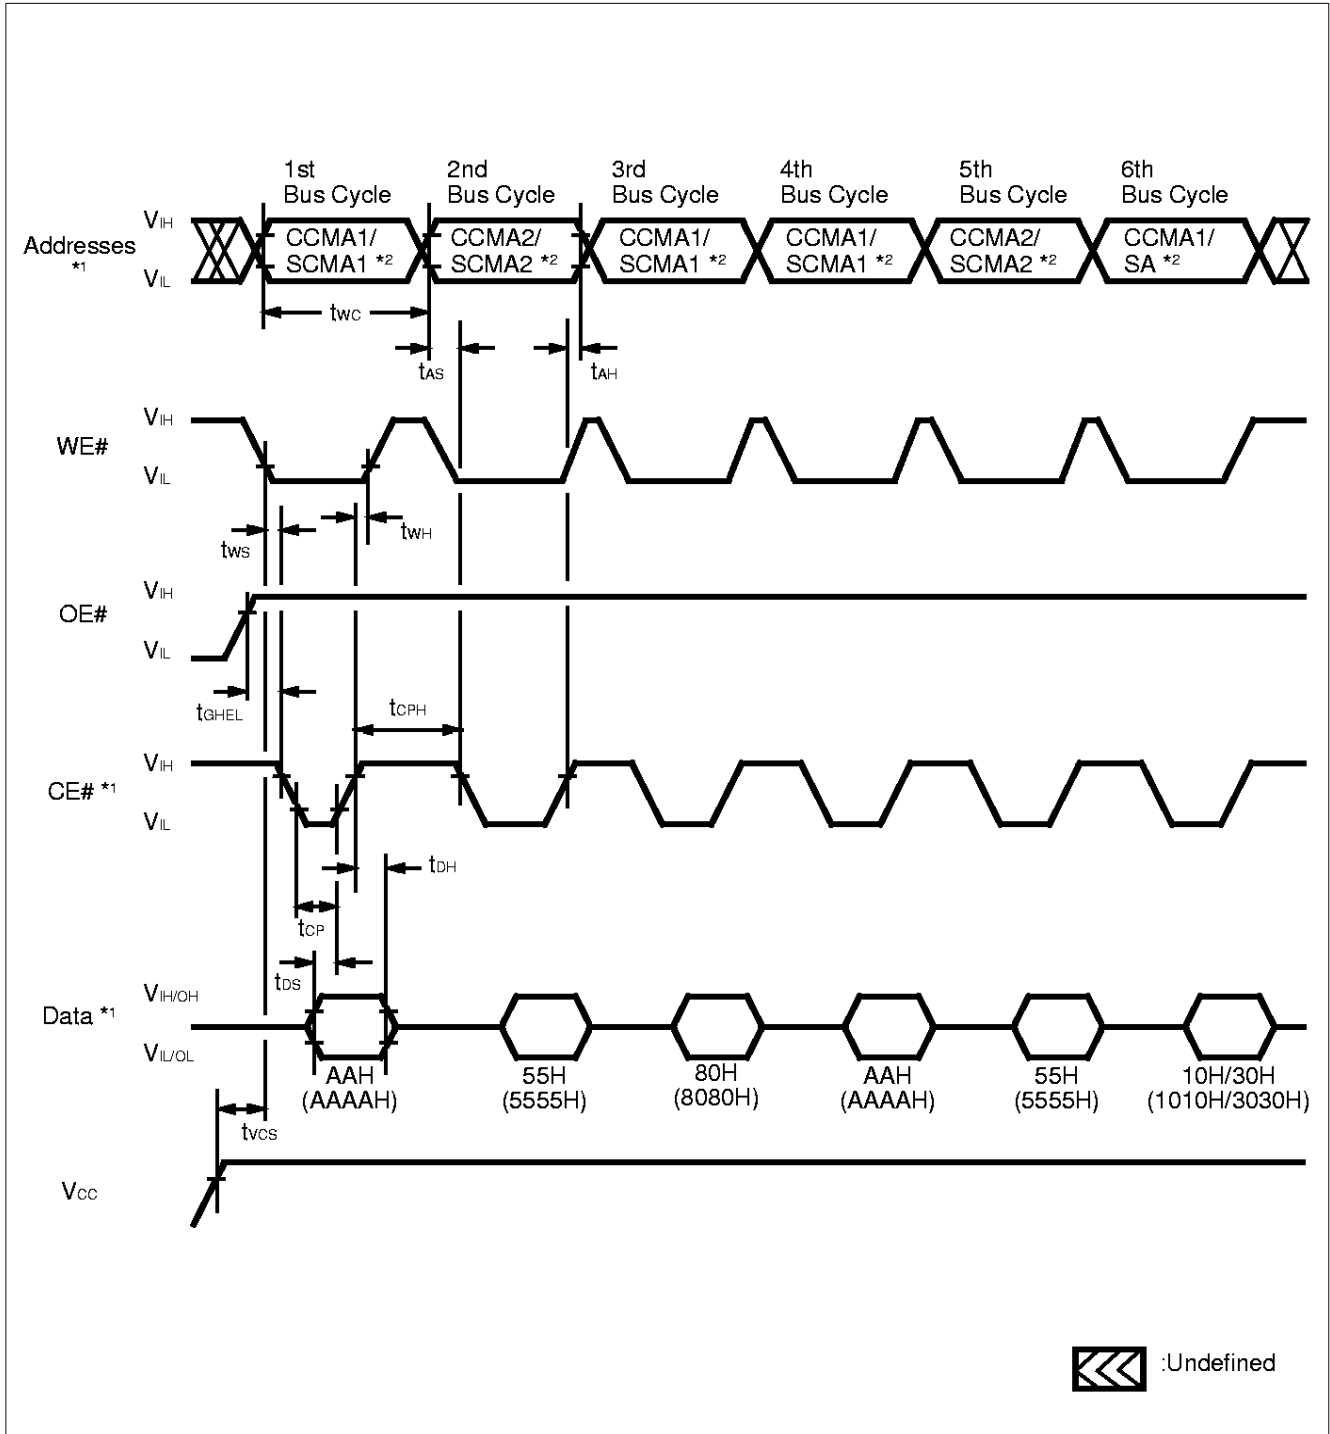 1st Bus Cycle
2nd Bus Cycle
3rd Bus Cycle
4th Bus Cycle
5th Bus Cycle
6th Bus Cycle
Addresses *1
VIH
VIL
CCMA1/ SCMA1 *2
CCMA2/ SCMA2 *2
CCMA1/ SCMA1 *2
CCMA1/ SCMA1 *2
CCMA2/ SCMA2 *2
CCMA1/ SA *2
tWC
tAS
tAH
WE#
VIH
VIL
tWS
tWH
OE#
VIH
VIL
tGHEL
tCPH
CE# *1
VIH
VIL
tDH
tCP
tDS
Data *1
VIH/OH
VIL/OL
AAH (AAAAH)
55H (5555H)
80H (8080H)
AAH (AAAAH)
55H (5555H)
10H/30H (1010H/3030H)
tVCS
VCC
:Undefined